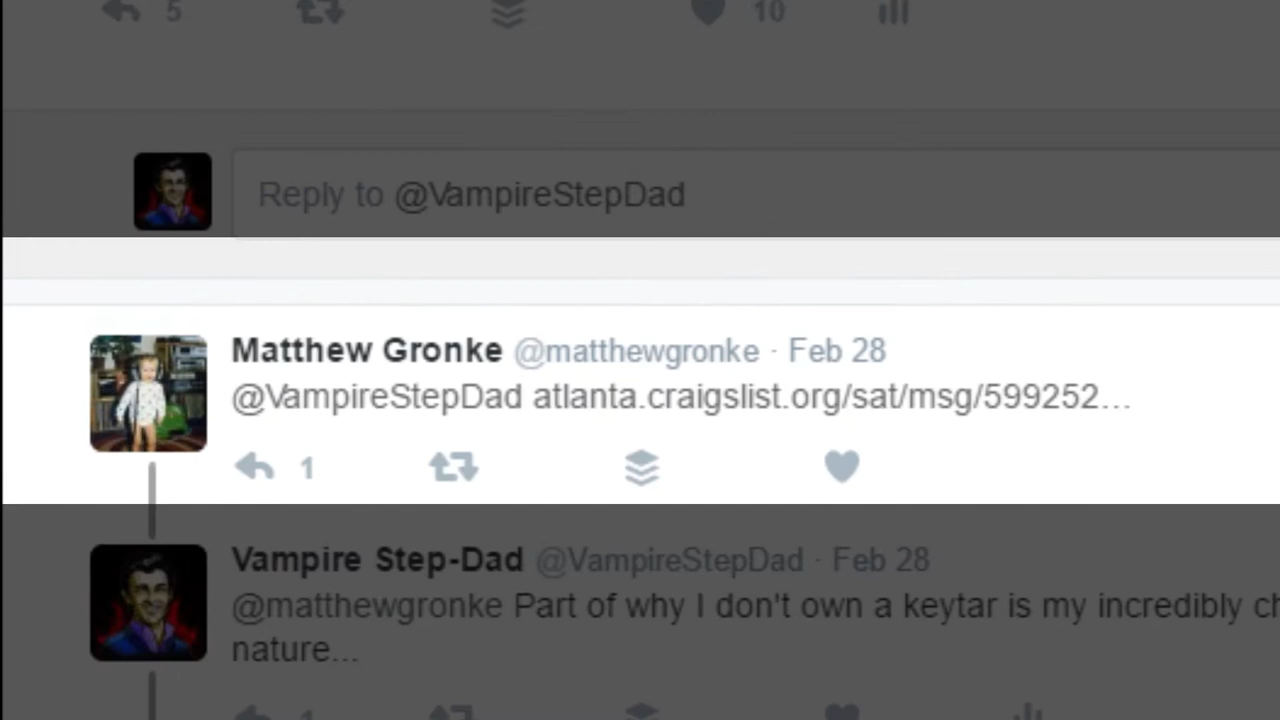 5 10
Reply to @VampireStepDad
Matthew Gronke @matthewgronke · Feb 28
@VampireStepDad atlanta.craigslist.org/sat/msg/599252…
1
Vampire Step-Dad @VampireStepDad · Feb 28
@matthewgronke Part of why I don't own a keytar is my incredibly
nature...
1